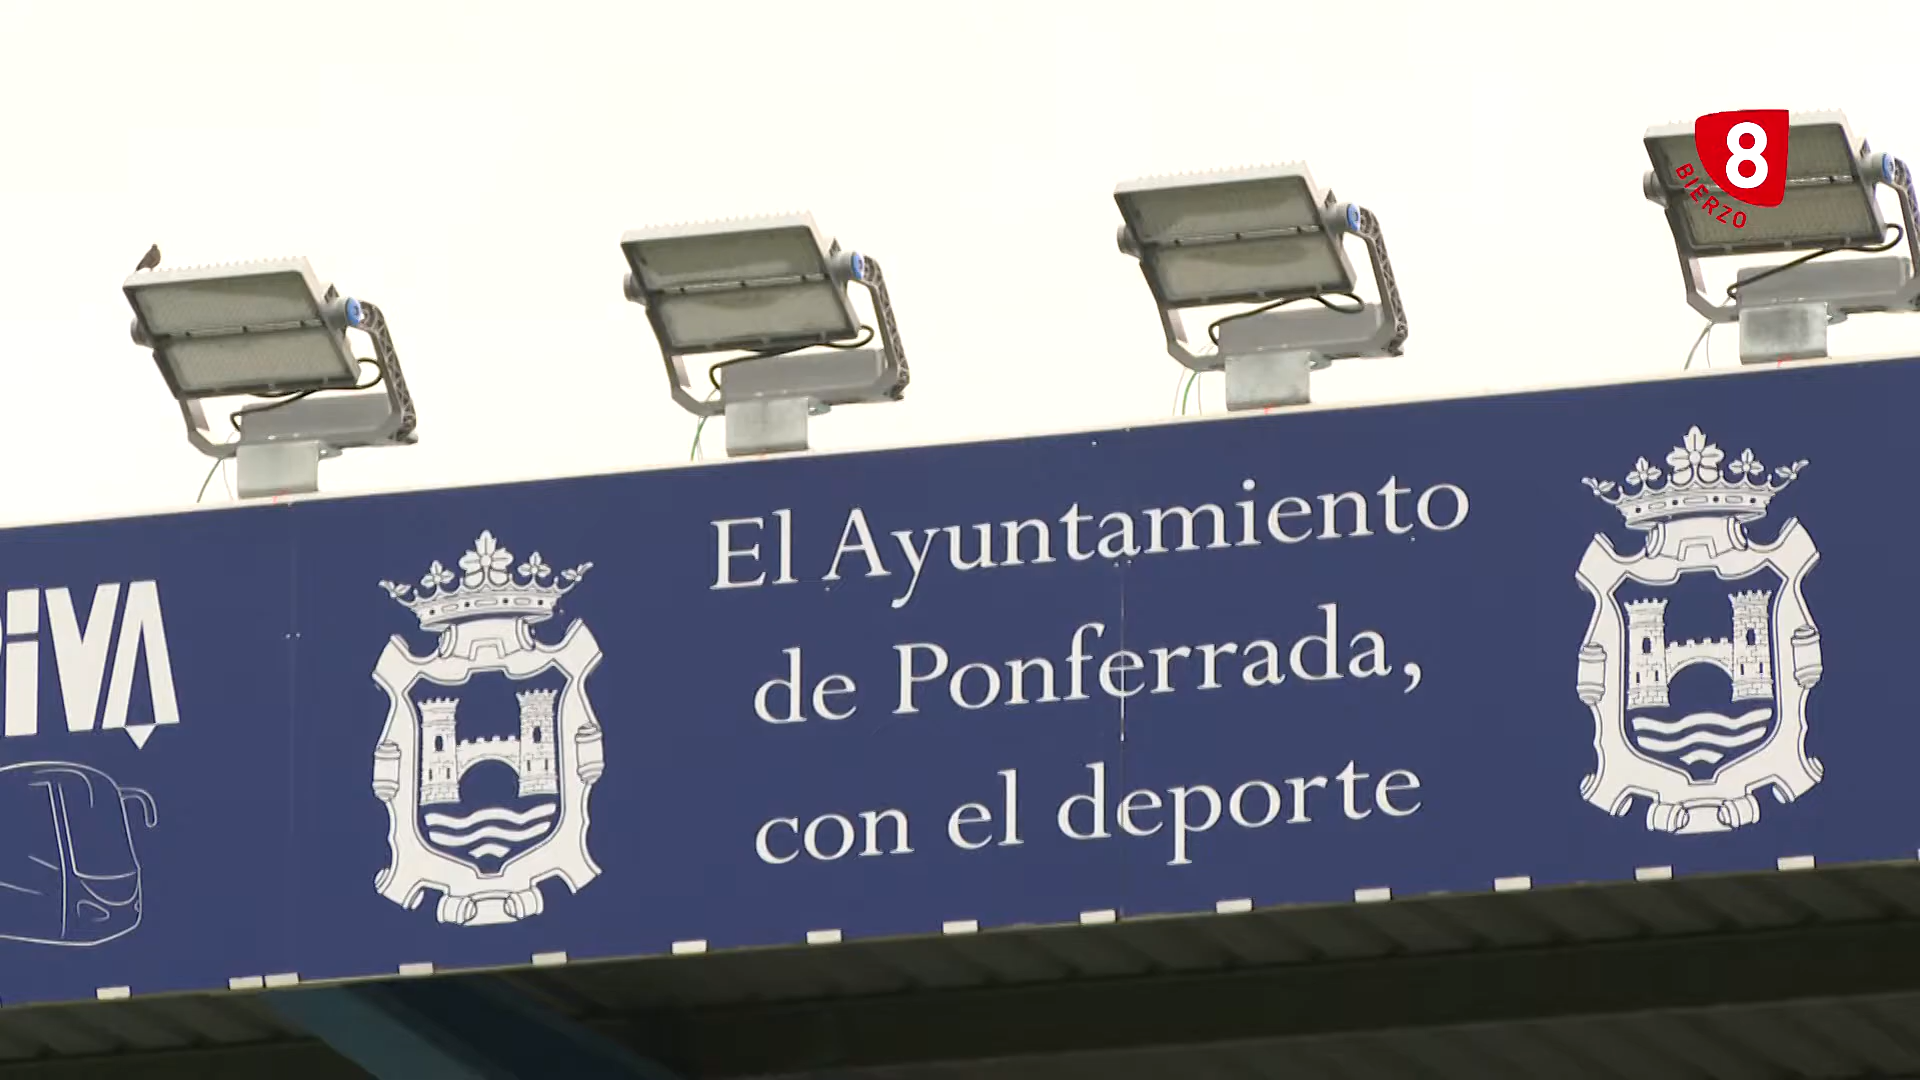 8
BIERZO
El Ayuntamiento
de Ponferrada,
con el deporte